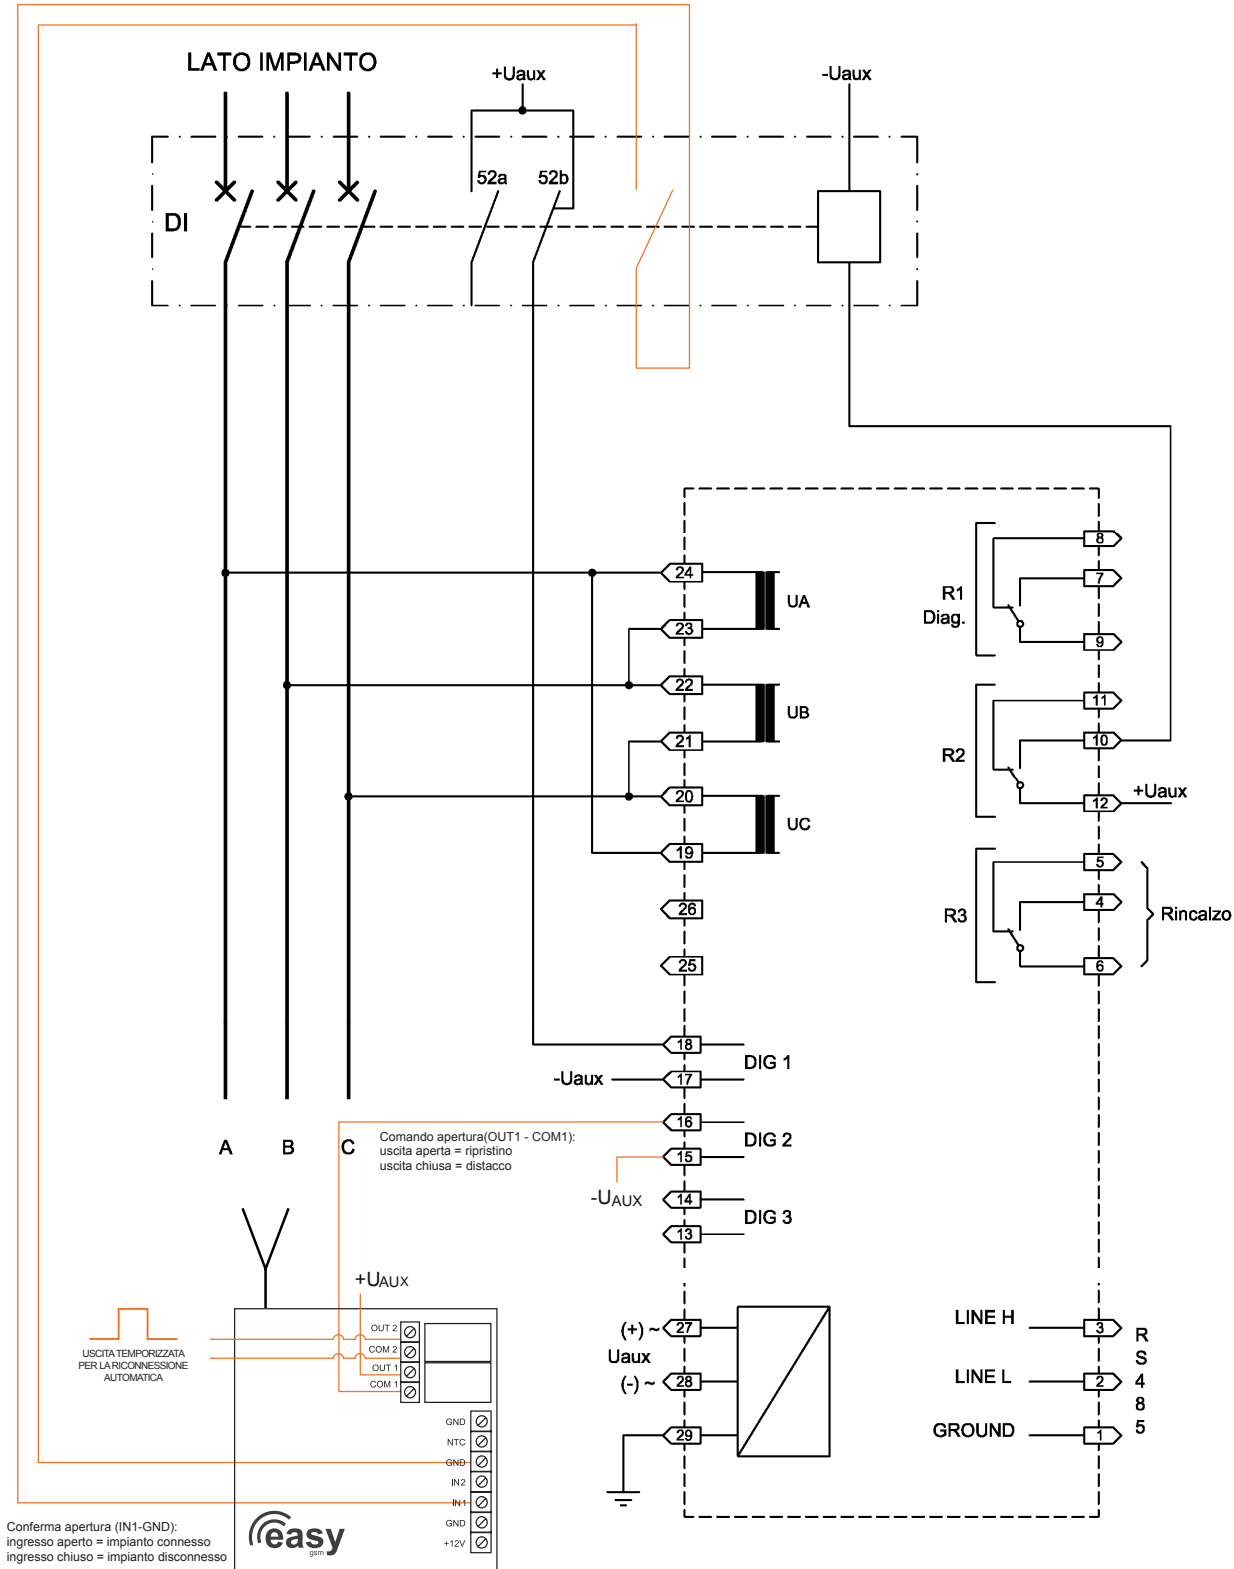 LATO IMPIANTO
+Uaux
-Uaux
52a
52b
DI
24
UA
23
22
UB
21
20
UC
19
26
25
18
DIG 1
-Uaux
17
16
DIG 2
15
-UAUX
14
DIG 3
13
8
R1
7
Diag.
9
11
R2
10
12
+Uaux
5
R3
4
Rincalzo
6
A
B
C
Comando apertura(OUT1 - COM1):
uscita aperta = ripristino
uscita chiusa = distacco
+UAUX
USCITA TEMPORIZZATA
PER LA RICONNESSIONE
AUTOMATICA
OUT 2
COM 2
OUT 1
COM 1
GND
NTC
GND
IN2
IN1
GND
+12V
easy
gsm
Conferma apertura (IN1-GND):
ingresso aperto = impianto connesso
ingresso chiuso = impianto disconnesso
(+) ~
27
Uaux
(-) ~
28
29
LINE H
3
LINE L
2
GROUND
1
R
S
4
8
5